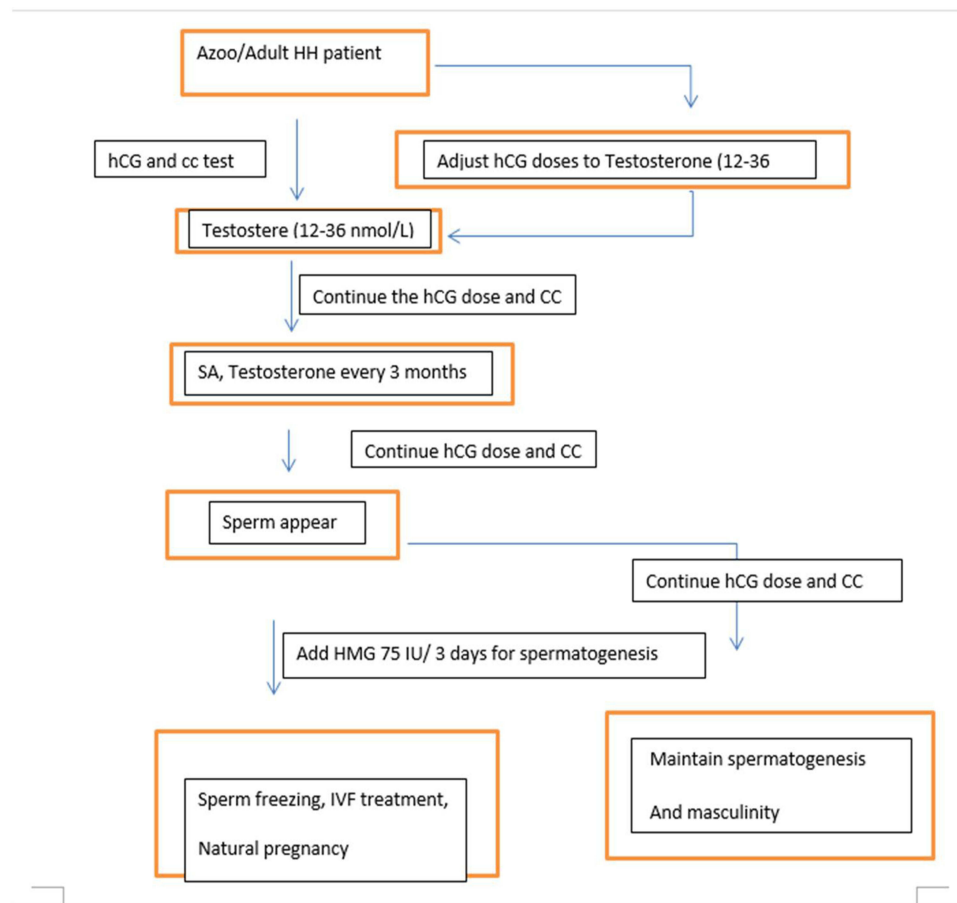 Azoo/Adult HH patient
hCG and cc test
Adjust hCG doses to Testosterone (12-36
Testostere (12-36 nmol/L)
Continue the hCG dose and CC
SA, Testosterone every 3 months
Continue hCG dose and CC
Sperm appear
Continue hCG dose and CC
Add HMG 75 IU/ 3 days for spermatogenesis
Sperm freezing, IVF treatment,
Natural pregnancy
Maintain spermatogenesis
And masculinity